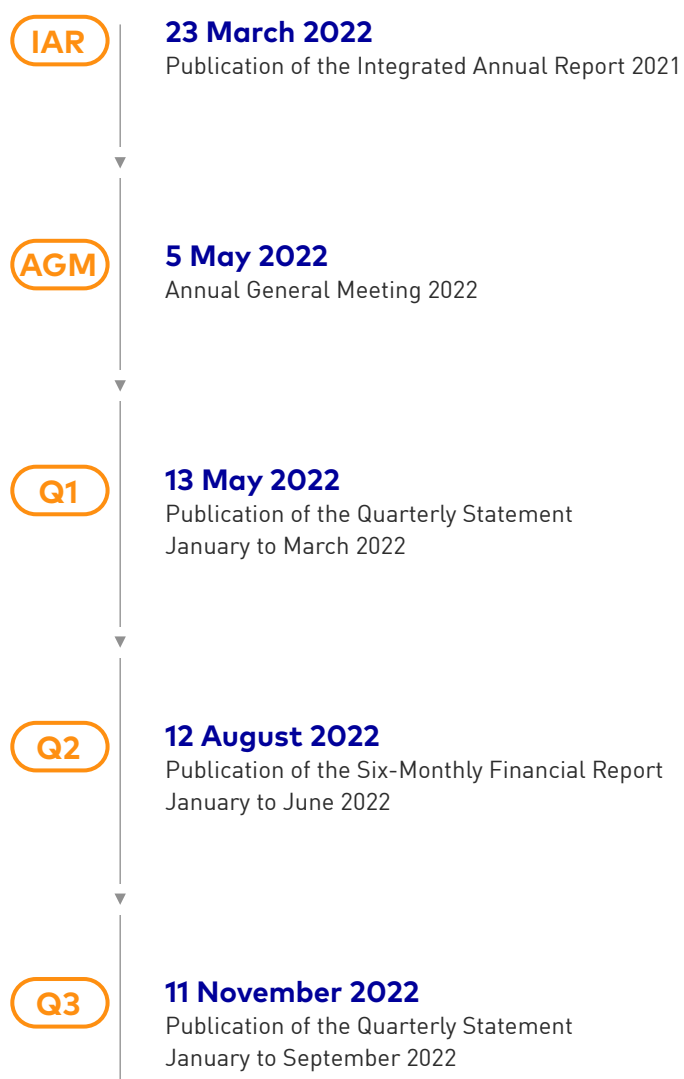 IAR
23 March 2022
Publication of the Integrated Annual Report 2021
AGM
5 May 2022
Annual General Meeting 2022
Q1
13 May 2022
Publication of the Quarterly Statement
January to March 2022
Q2
12 August 2022
Publication of the Six-Monthly Financial Report
January to June 2022
Q3
11 November 2022
Publication of the Quarterly Statement
January to September 2022